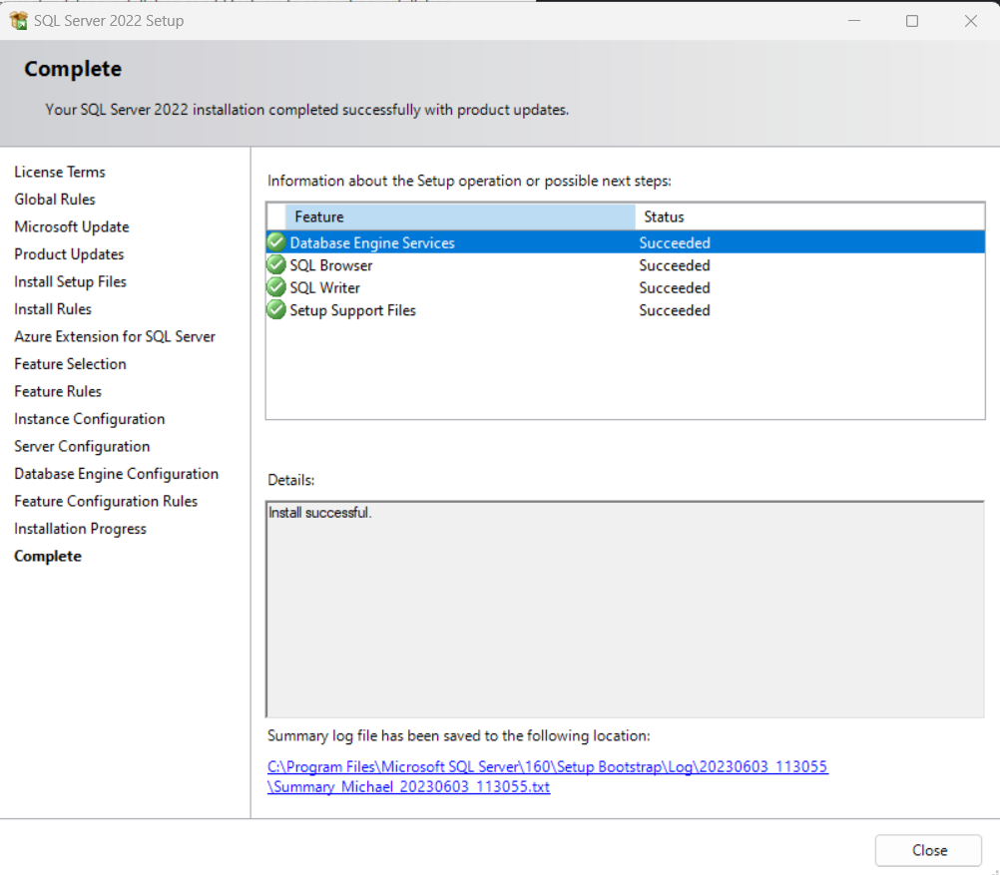 SQL Server 2022 Setup
Complete
Your SQL Server 2022 installation completed successfully with product updates.
License Terms
Global Rules
Microsoft Update
Product Updates
Install Setup Files
Install Rules
Azure Extension for SQL Server
Feature Selection
Feature Rules
Instance Configuration
Server Configuration
Database Engine Configuration
Feature Configuration Rules
Installation Progress
Complete
Information about the Setup operation or possible next steps:
Feature Status
Database Engine Services Succeeded
SQL Browser Succeeded
SQL Writer Succeeded
Setup Support Files Succeeded
Details:
Install successful.
Summary log file has been saved to the following location:
C:\Program Files\Microsoft SQL Server\160\Setup Bootstrap\Log\20230603_113055
\Summary_Michael_20230603_113055.txt
Close